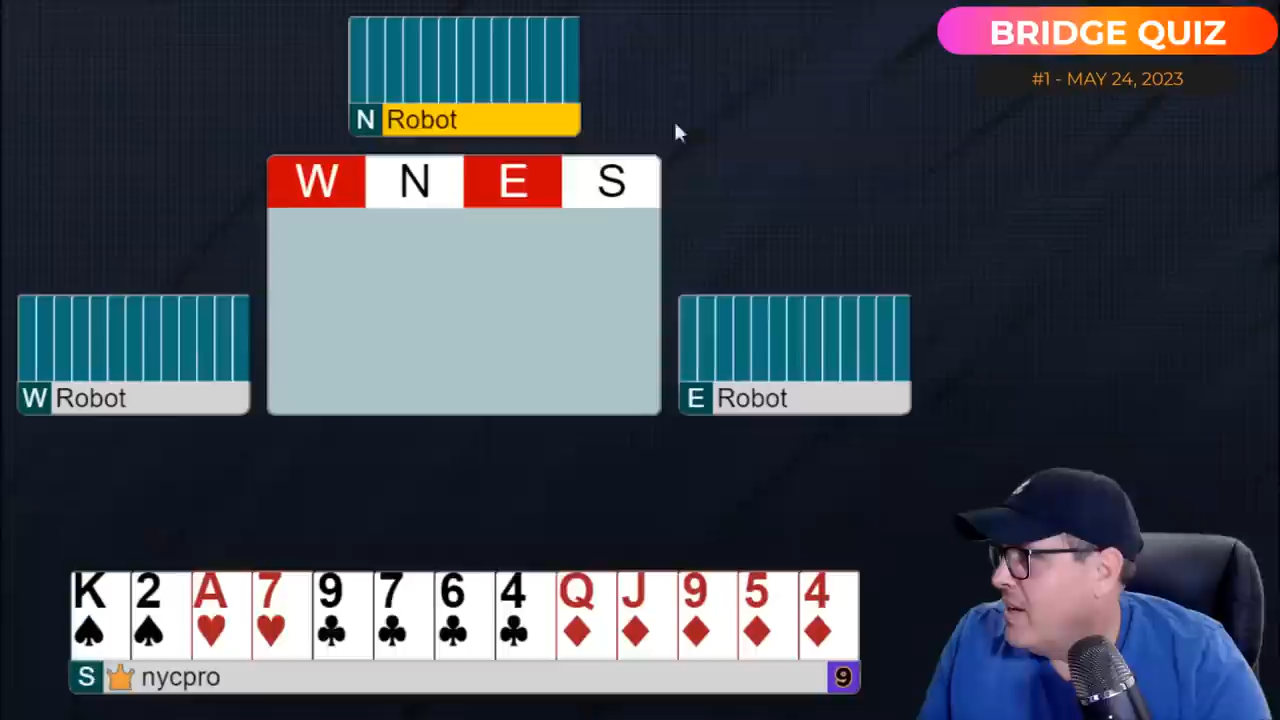 BRIDGE QUIZ
#1 - MAY 24, 2023
N Robot
W N E S
W Robot
E Robot
K 2 A 7 9 7 6 4 Q J 9 5 4
S nycpro 9